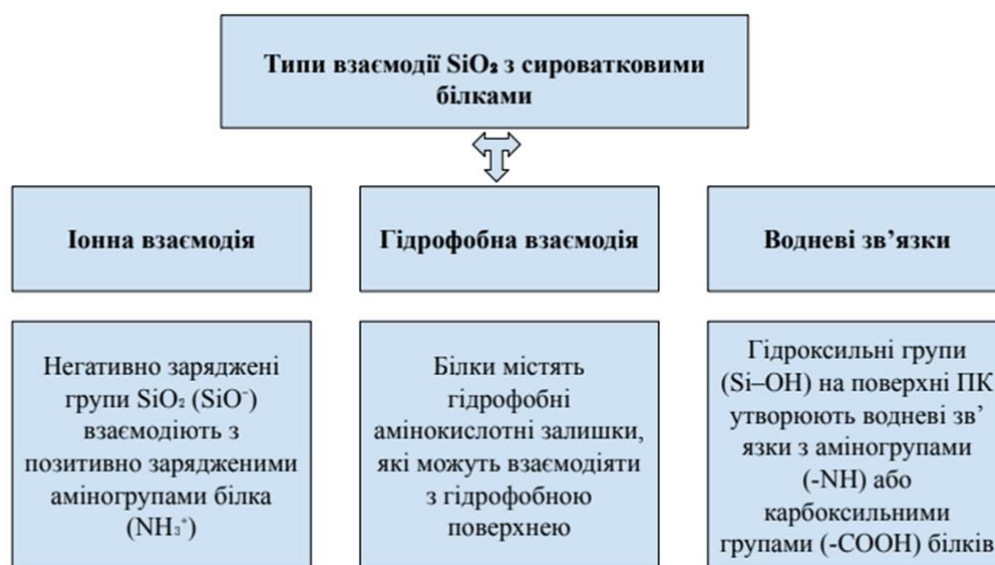 Типи взаємодії SiO₂ з сироватковими
білками
Іонна взаємодія
Гідрофобна взаємодія
Водневі зв’язки
Негативно заряджені
групи SiO₂ (SiO⁻)
взаємодіють з
позитивно зарядженими
аміногрупами білка
(NH₃⁺)
Білки містять
гідрофобні
амінокислотні залишки,
які можуть взаємодіяти
з гідрофобною
поверхнею
Гідроксильні групи
(Si–OH) на поверхні ПК
утворюють водневі зв’
язки з аміногрупами
(-NH) або
карбоксильними
групами (-COOH) білків